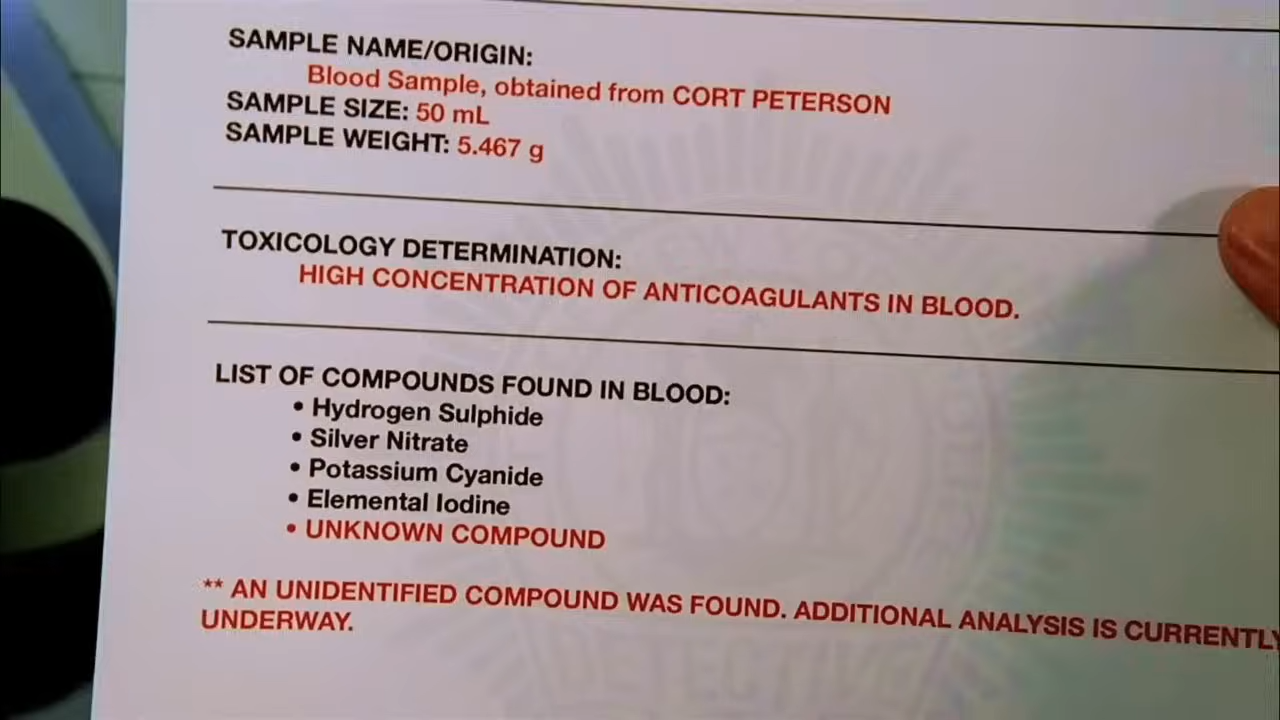 SAMPLE NAME/ORIGIN:
Blood Sample, obtained from CORT PETERSON
SAMPLE SIZE: 50 mL
SAMPLE WEIGHT: 5.467 g
TOXICOLOGY DETERMINATION:
HIGH CONCENTRATION OF ANTICOAGULANTS IN BLOOD.
LIST OF COMPOUNDS FOUND IN BLOOD:
• Hydrogen Sulphide
• Silver Nitrate
• Potassium Cyanide
• Elemental Iodine
• UNKNOWN COMPOUND
** AN UNIDENTIFIED COMPOUND WAS FOUND. ADDITIONAL ANALYSIS IS CURRENTLY
UNDERWAY.